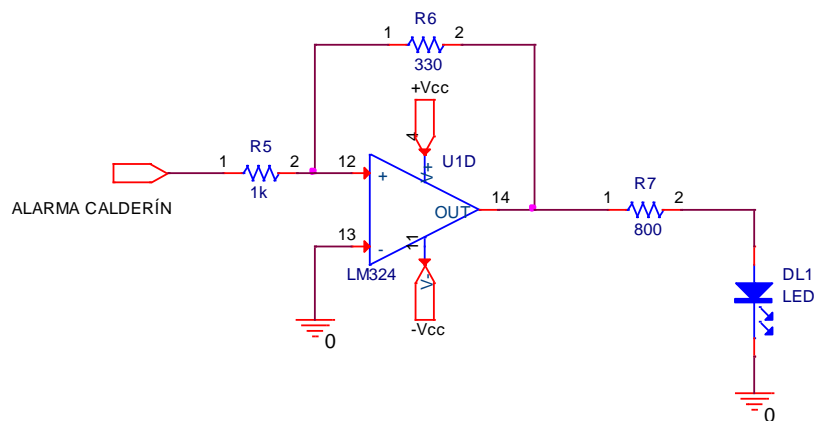 R6
1
2
330
+Vcc
4
U1D
V+
R5
1
2
1k
12
+
ALARMA CALDERÍN
OUT
14
R7
1
2
800
13
-
11
LM324
V-
-Vcc
0
DL1
LED
0